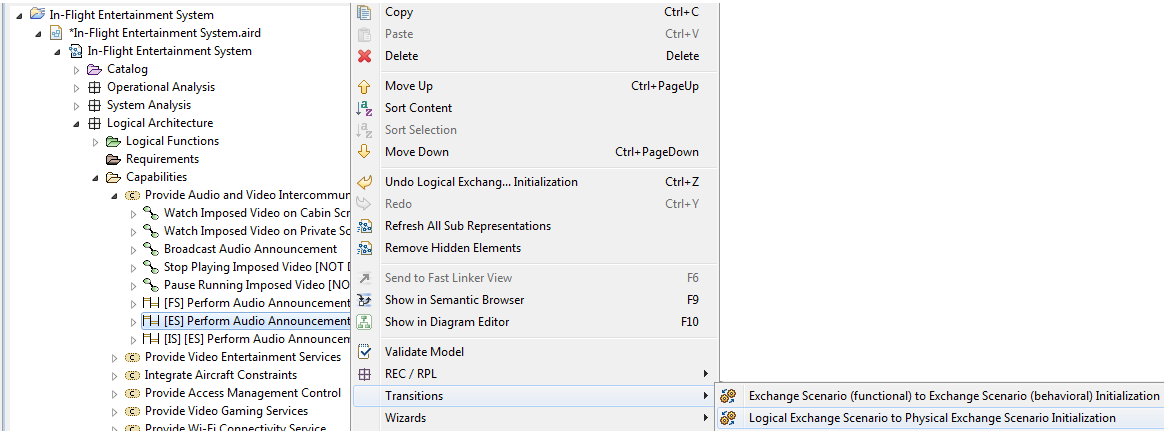 In-Flight Entertainment System
*In-Flight Entertainment System.aird
In-Flight Entertainment System
Catalog
Operational Analysis
System Analysis
Logical Architecture
Logical Functions
Requirements
Capabilities
Provide Audio and Video Intercommu
Watch Imposed Video on Cabin Scr
Watch Imposed Video on Private Sc
Broadcast Audio Announcement
Stop Playing Imposed Video [NOT D
Pause Running Imposed Video [NO
[FS] Perform Audio Announcement
[ES] Perform Audio Announcement
[IS] [ES] Perform Audio Announcem
Provide Video Entertainment Services
Integrate Aircraft Constraints
Provide Access Management Control
Provide Video Gaming Services
Provide Wi-Fi Connectivity Service
Copy Ctrl+C
Paste Ctrl+V
Delete Delete
Move Up Ctrl+PageUp
Sort Content
Sort Selection
Move Down Ctrl+PageDown
Undo Logical Exchang... Initialization Ctrl+Z
Redo Ctrl+Y
Refresh All Sub Representations
Remove Hidden Elements
Send to Fast Linker View F6
Show in Semantic Browser F9
Show in Diagram Editor F10
Validate Model
REC / RPL
Transitions
Wizards
Exchange Scenario (functional) to Exchange Scenario (behavioral) Initialization
Logical Exchange Scenario to Physical Exchange Scenario Initialization